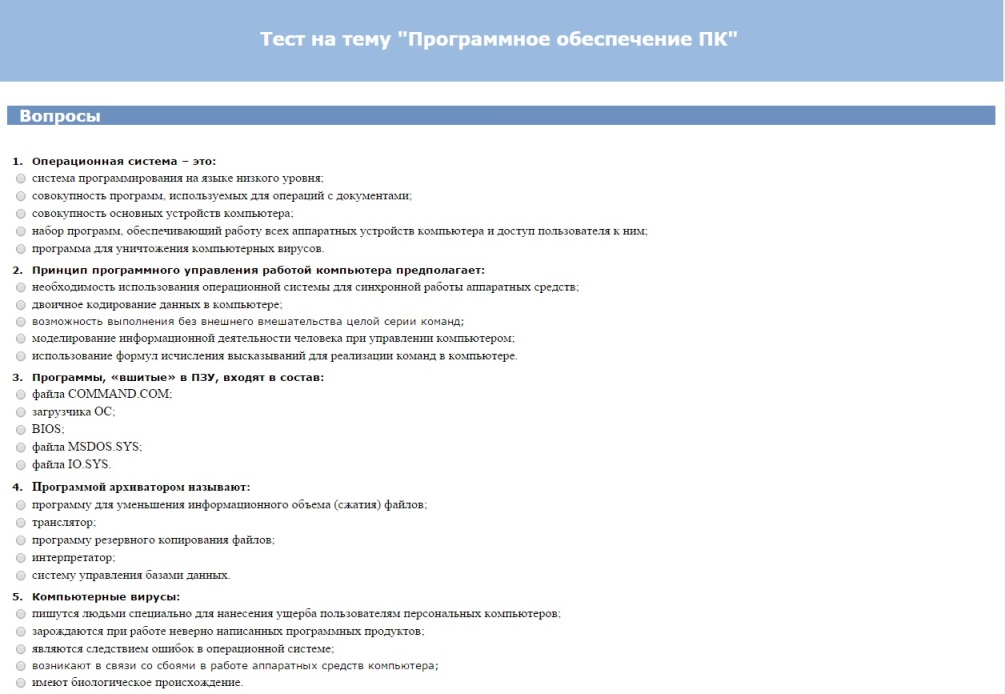 Тест на тему "Программное обеспечение ПК"
Вопросы
1. Операционная система – это:
система программирования на языке низкого уровня;
совокупность программ, используемых для операций с документами;
совокупность основных устройств компьютера;
набор программ, обеспечивающий работу всех аппаратных устройств компьютера и доступ пользователя к ним;
программа для уничтожения компьютерных вирусов.
2. Принцип программного управления работой компьютера предполагает:
необходимость использования операционной системы для синхронной работы аппаратных средств;
двоичное кодирование данных в компьютере;
возможность выполнения без внешнего вмешательства целой серии команд;
моделирование информационной деятельности человека при управлении компьютером;
использование формул исчисления высказываний для реализации команд в компьютере.
3. Программы, «вшитые» в ПЗУ, входят в состав:
файла COMMAND.COM;
загрузчика ОС;
BIOS;
файла MSDOS.SYS;
файла IO.SYS.
4. Программой архиватором называют:
программу для уменьшения информационного объема (сжатия) файлов;
транслятор;
программу резервного копирования файлов;
интерпретатор;
систему управления базами данных.
5. Компьютерные вирусы:
пишутся людьми специально для нанесения ущерба пользователям персональных компьютеров;
зарождаются при работе неверно написанных программных продуктов;
являются следствием ошибок в операционной системе;
возникают в связи со сбоями в работе аппаратных средств компьютера;
имеют биологическое происхождение.